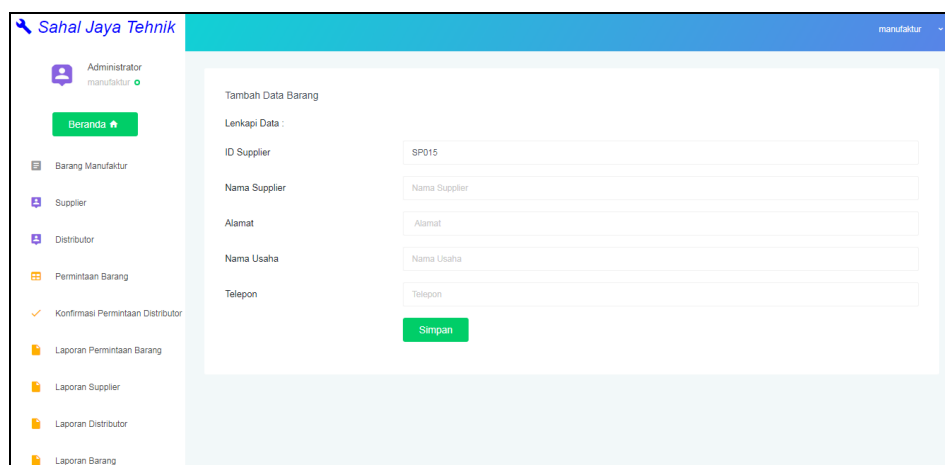 Sahal Jaya Tehnik
manufaktur
Administrator
manufaktur
Beranda
Barang Manufaktur
Supplier
Distributor
Permintaan Barang
Konfirmasi Permintaan Distributor
Laporan Permintaan Barang
Laporan Supplier
Laporan Distributor
Laporan Barang
Tambah Data Barang
Lenkapi Data :
ID Supplier SP015
Nama Supplier Nama Supplier
Alamat Alamat
Nama Usaha Nama Usaha
Telepon Telepon
Simpan